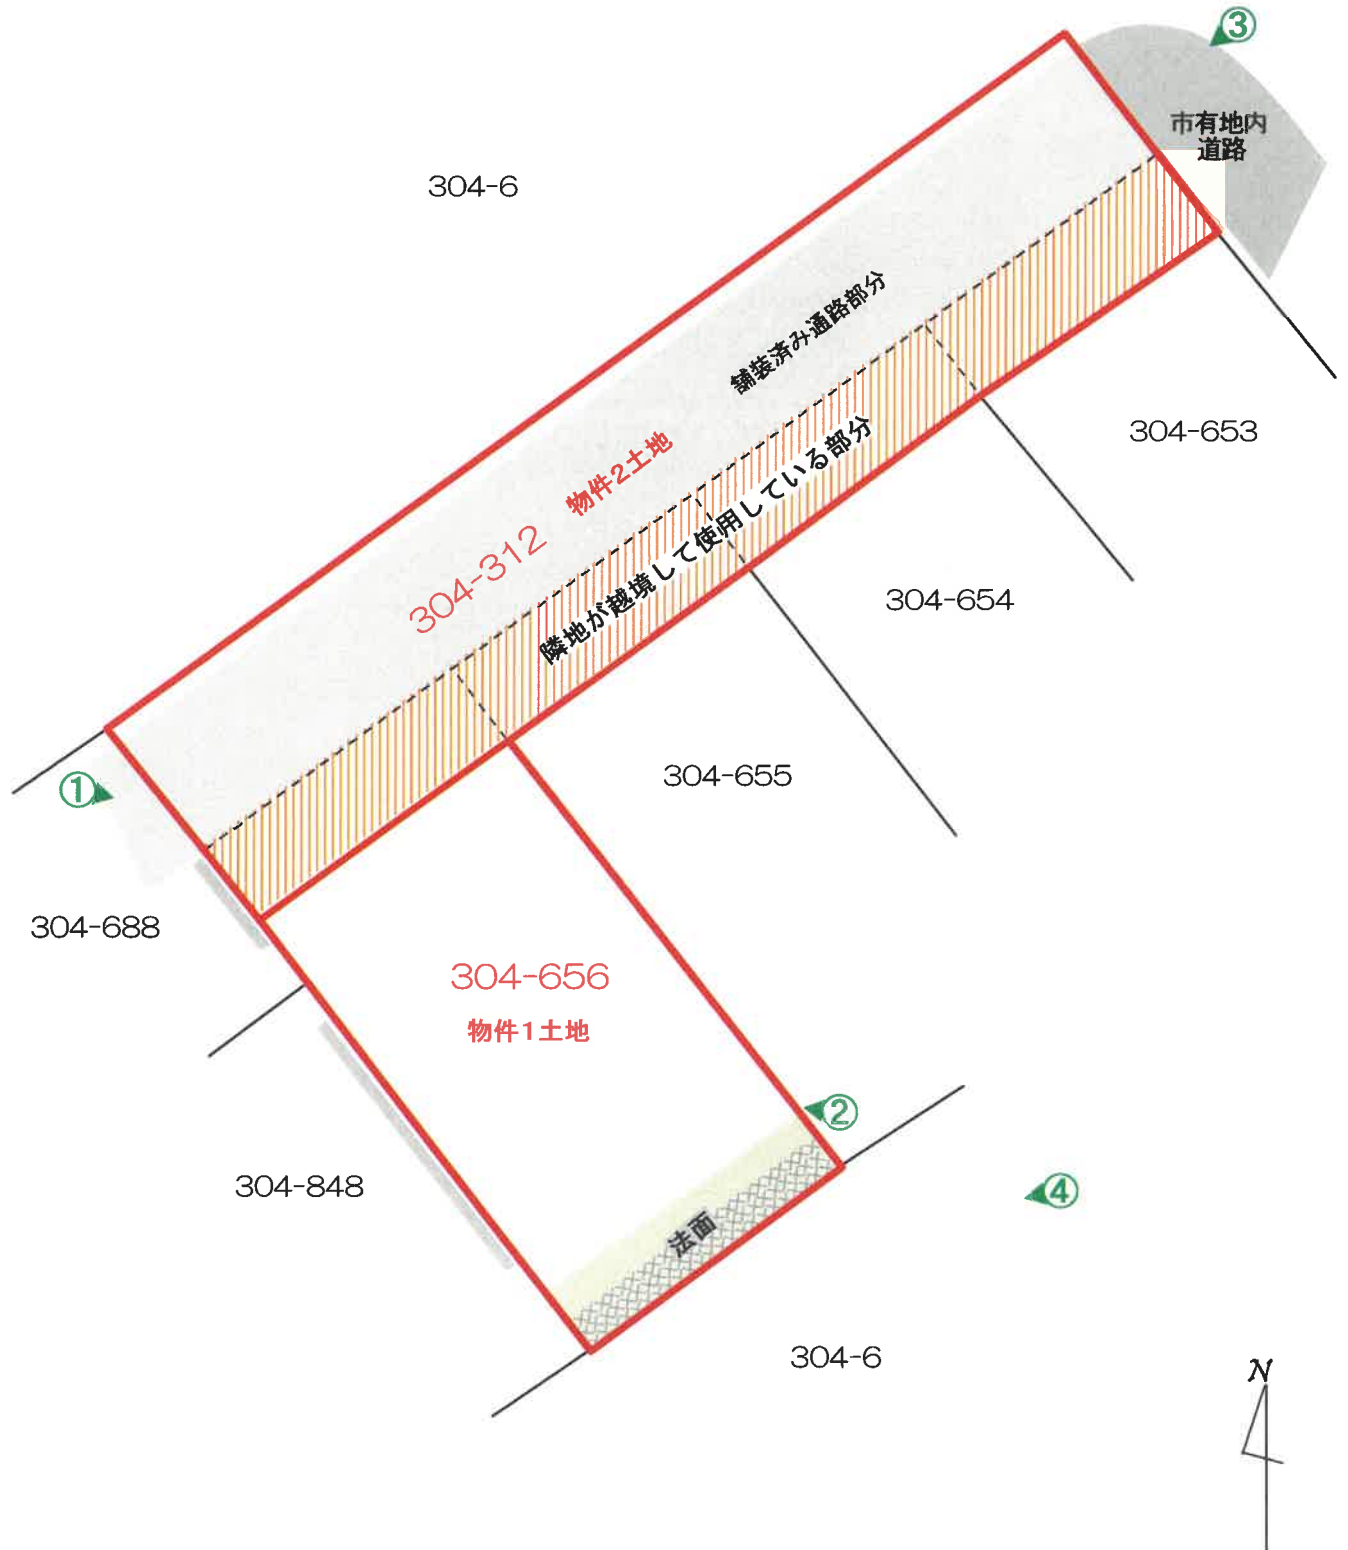 ③
市有地内
道路
304-6
舗装済み通路部分
304-653
物件2土地
隣地が越境して使用している部分
304-312
304-654
304-655
①
304-688
304-656
物件1土地
②
304-848
④
法面
304-6
N